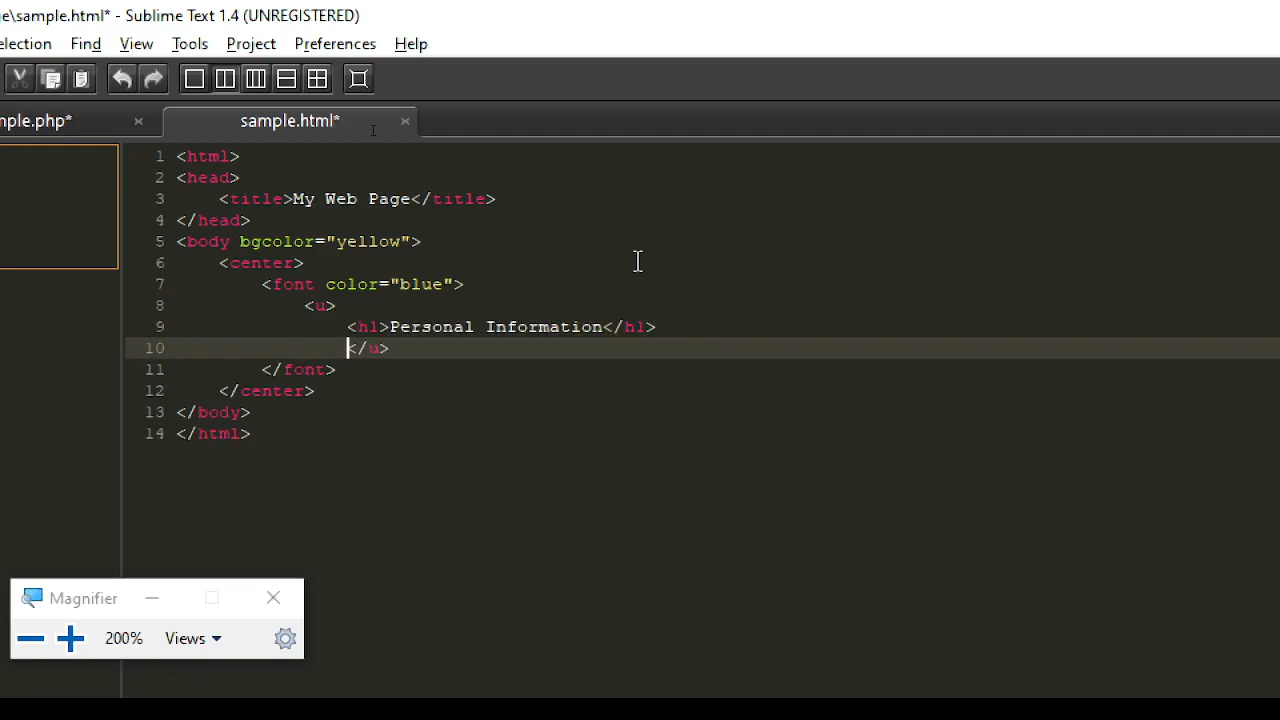 e\sample.html* - Sublime Text 1.4 (UNREGISTERED)
election Find View Tools Project Preferences Help
mple.php* × sample.html* ×
1 <html>
2 <head>
3     <title>My Web Page</title>
4 </head>
5 <body bgcolor="yellow">
6     <center>
7         <font color="blue">
8             <u>
9                 <h1>Personal Information</h1>
10                 </u>
11         </font>
12     </center>
13 </body>
14 </html>
Magnifier
200% Views